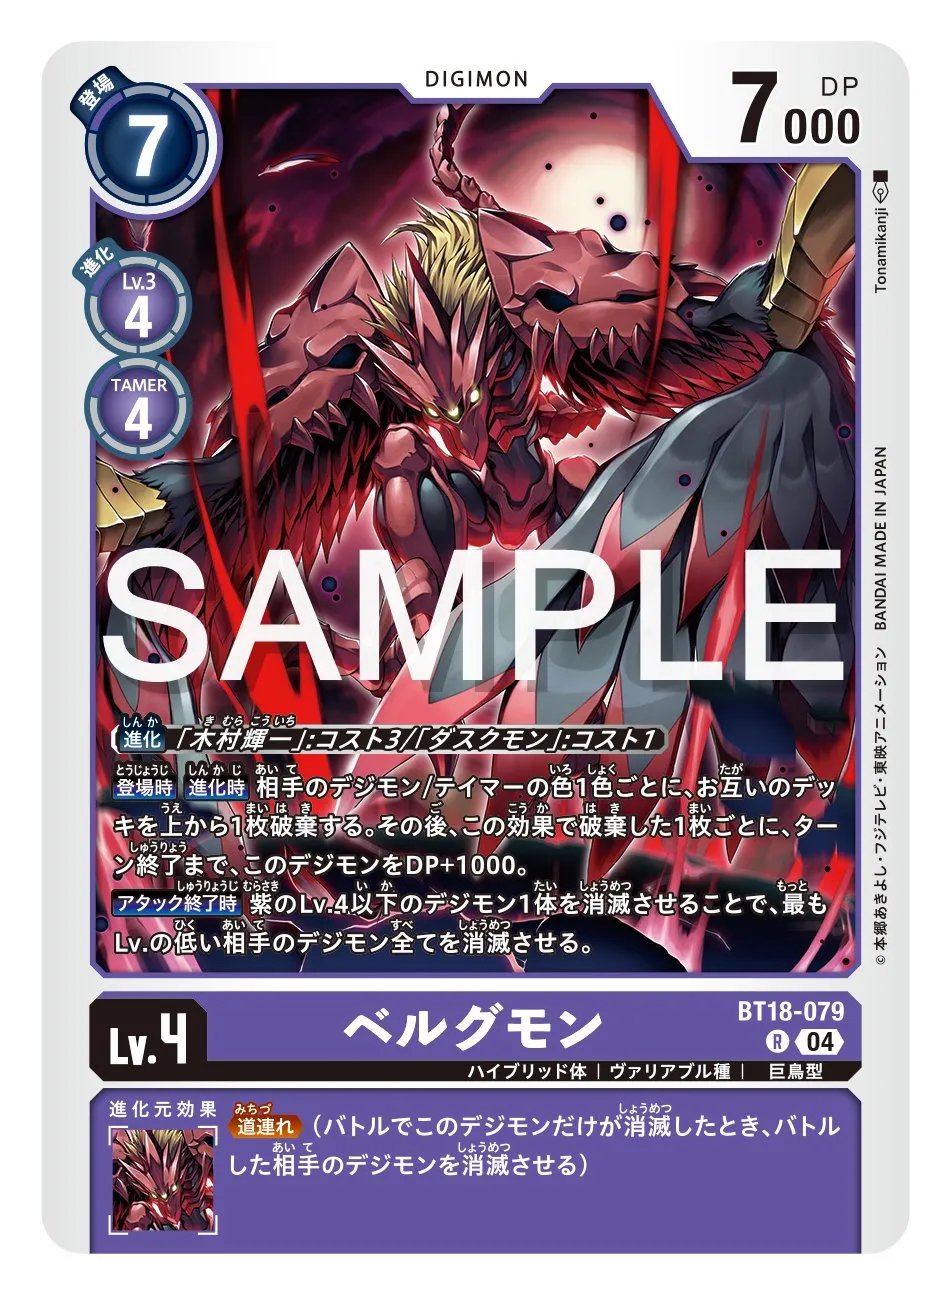 DIGIMON
登場
7
7000
DP
進化
Lv.3
4
TAMER
4
Tonamikanji
BANDAI MADE IN JAPAN
©本郷あきよし・フジテレビ・東映アニメーション
SAMPLE
進化 「木村輝一」:コスト3/「ダスクモン」:コスト1
登場時 進化時 相手のデジモン/テイマーの色1色ごとに、お互いのデッ
キを上から1枚破棄する。その後、この効果で破棄した1枚ごとに、ター
ン終了まで、このデジモンをDP+1000。
アタック終了時 紫のLv.4以下のデジモン1体を消滅させることで、最も
Lv.の低い相手のデジモン全てを消滅させる。
Lv.4
ベルグモン
BT18-079
R 04
ハイブリッド体 | ヴァリアブル種 | 巨鳥型
進化元効果
道連れ (バトルでこのデジモンだけが消滅したとき、バトル
した相手のデジモンを消滅させる)